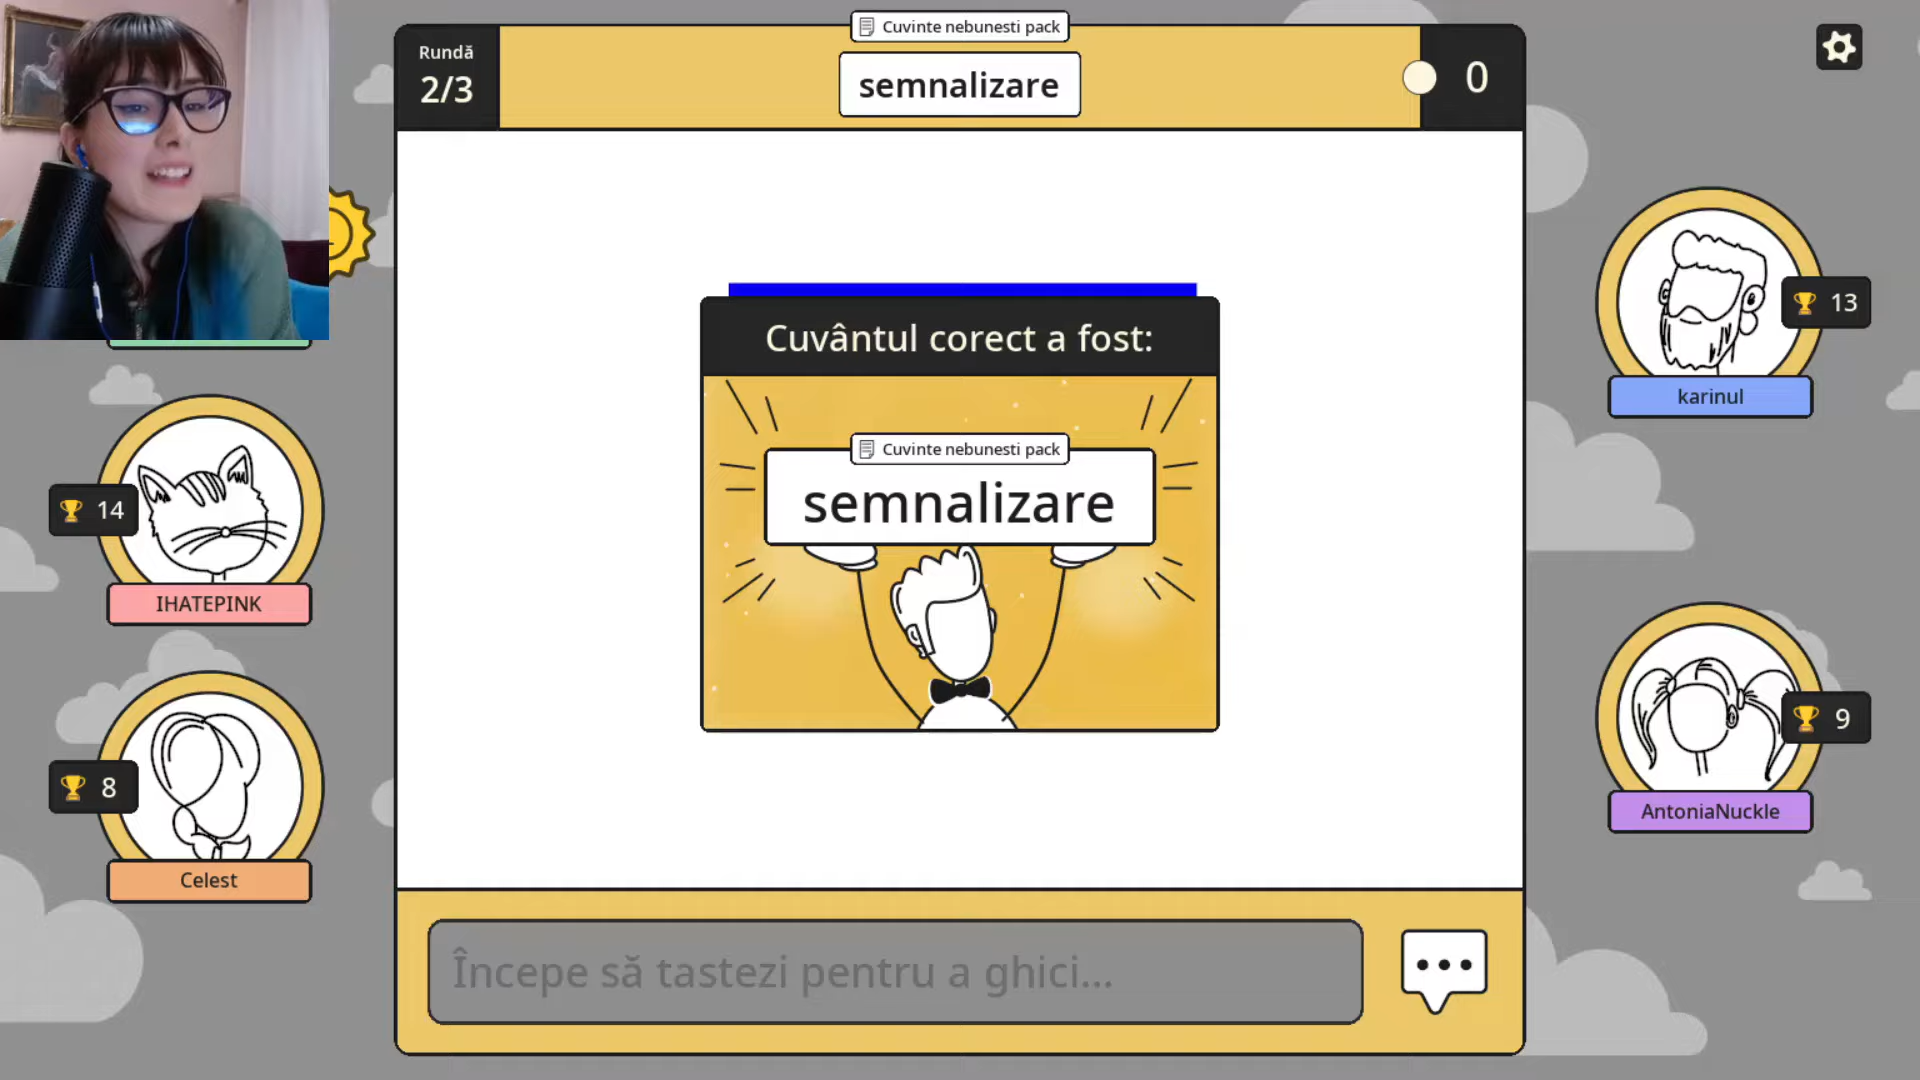 Cuvinte nebunesti pack
Rundă
2/3
semnalizare
0
Cuvântul corect a fost:
Cuvinte nebunesti pack
semnalizare
14
IHATEPINK
8
Celest
13
karinul
9
AntoniaNuckle
Începe să tastezi pentru a ghici...